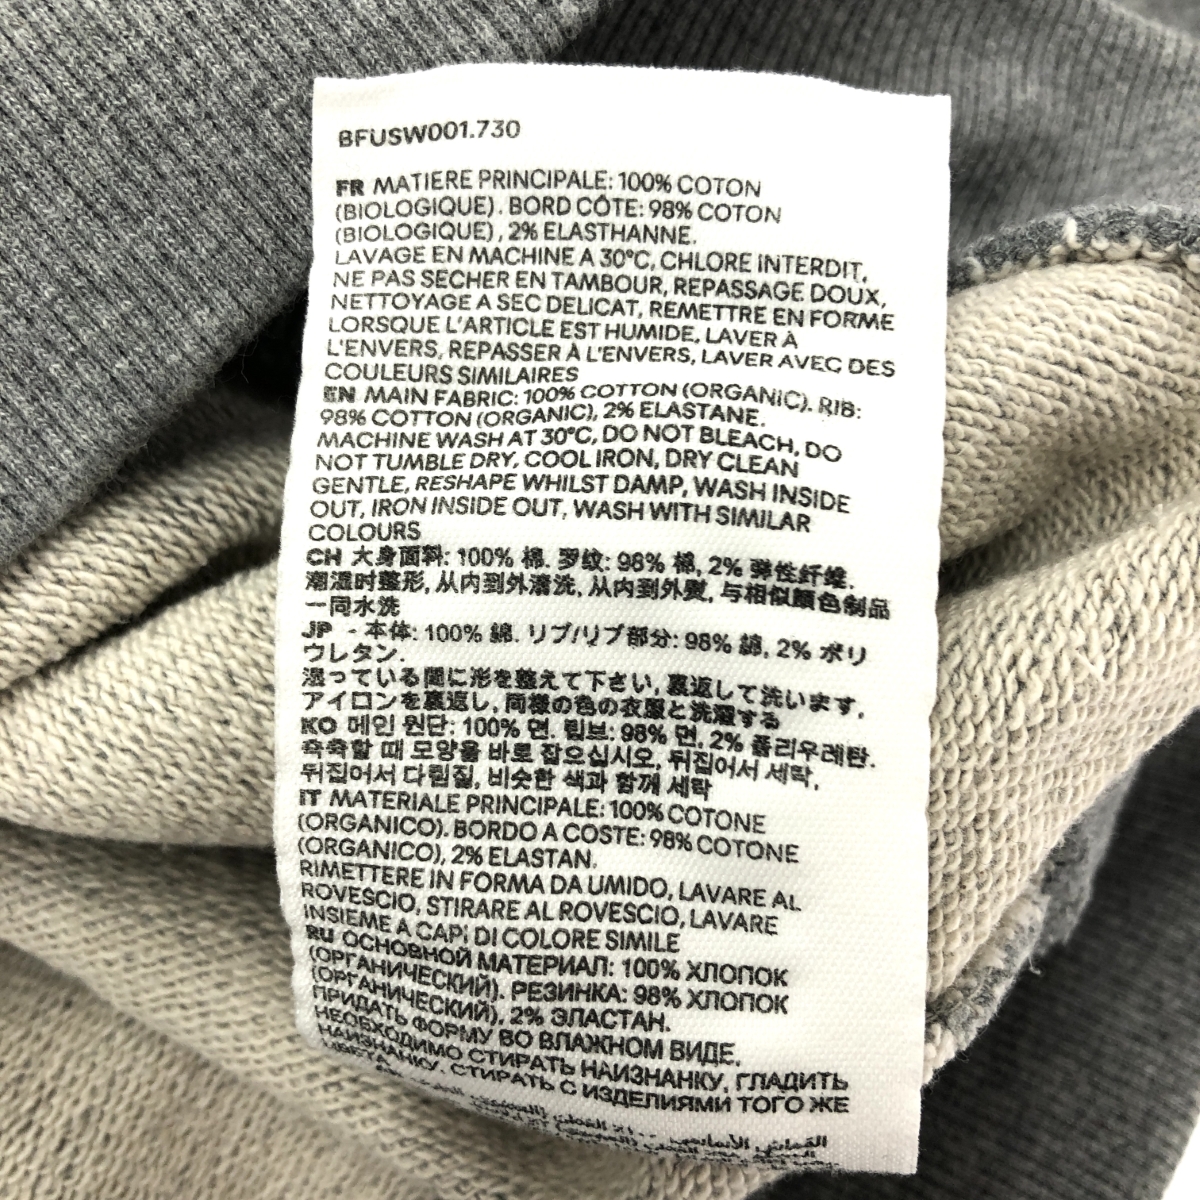 BFUSW001.730
FR MATIERE PRINCIPALE: 100% COTON
(BIOLOGIQUE). BORD CÔTE: 98% COTON
(BIOLOGIQUE), 2% ELASTHANNE.
LAVAGE EN MACHINE A 30°C, CHLORE INTERDIT,
NE PAS SECHER EN TAMBOUR, REPASSAGE DOUX,
NETTOYAGE A SEC DELICAT, REMETTRE EN FORME
LORSQUE L'ARTICLE EST HUMIDE, LAVER À
L'ENVERS, REPASSER À L'ENVERS, LAVER AVEC DES
COULEURS SIMILAIRES
EN MAIN FABRIC: 100% COTTON (ORGANIC). RIB:
98% COTTON (ORGANIC), 2% ELASTANE.
MACHINE WASH AT 30°C, DO NOT BLEACH, DO
NOT TUMBLE DRY, COOL IRON, DRY CLEAN
GENTLE, RESHAPE WHILST DAMP, WASH INSIDE
OUT, IRON INSIDE OUT, WASH WITH SIMILAR
COLOURS
CH 大身面料: 100% 棉. 罗纹: 98% 棉, 2% 弹性纤维.
潮湿时整形, 从内到外清洗, 从内到外熨, 与相似颜色制品
一同水洗
JP - 本体: 100% 綿. リブ/リブ部分: 98% 綿, 2% ポリ
ウレタン.
湿っている間に形を整えて下さい, 裏返して洗います,
アイロンを裏返し, 同様の色の衣服と洗濯する
KO 메인 원단: 100% 면. 립브: 98% 면, 2% 폴리우레탄.
축축할 때 모양을 바로 잡으십시오, 뒤집어서 세탁,
뒤집어서 다림질, 비슷한 색과 함께 세탁
IT MATERIALE PRINCIPALE: 100% COTONE
(ORGANICO). BORDO A COSTE: 98% COTONE
(ORGANICO), 2% ELASTAN.
RIMETTERE IN FORMA DA UMIDO, LAVARE AL
ROVESCIO, STIRARE AL ROVESCIO, LAVARE
INSIEME A CAPI DI COLORE SIMILE
RU ОСНОВНОЙ МАТЕРИАЛ: 100% ХЛОПОК
(ОРГАНИЧЕСКИЙ). РЕЗИНКА: 98% ХЛОПОК
(ОРГАНИЧЕСКИЙ), 2% ЭЛАСТАН.
ПРИДАТЬ ФОРМУ ВО ВЛАЖНОМ ВИДЕ,
НЕОБХОДИМО СТИРАТЬ НАИЗНАНКУ, ГЛАДИТЬ
НАИЗНАНКУ, СТИРАТЬ С ИЗДЕЛИЯМИ ТОГО ЖЕ